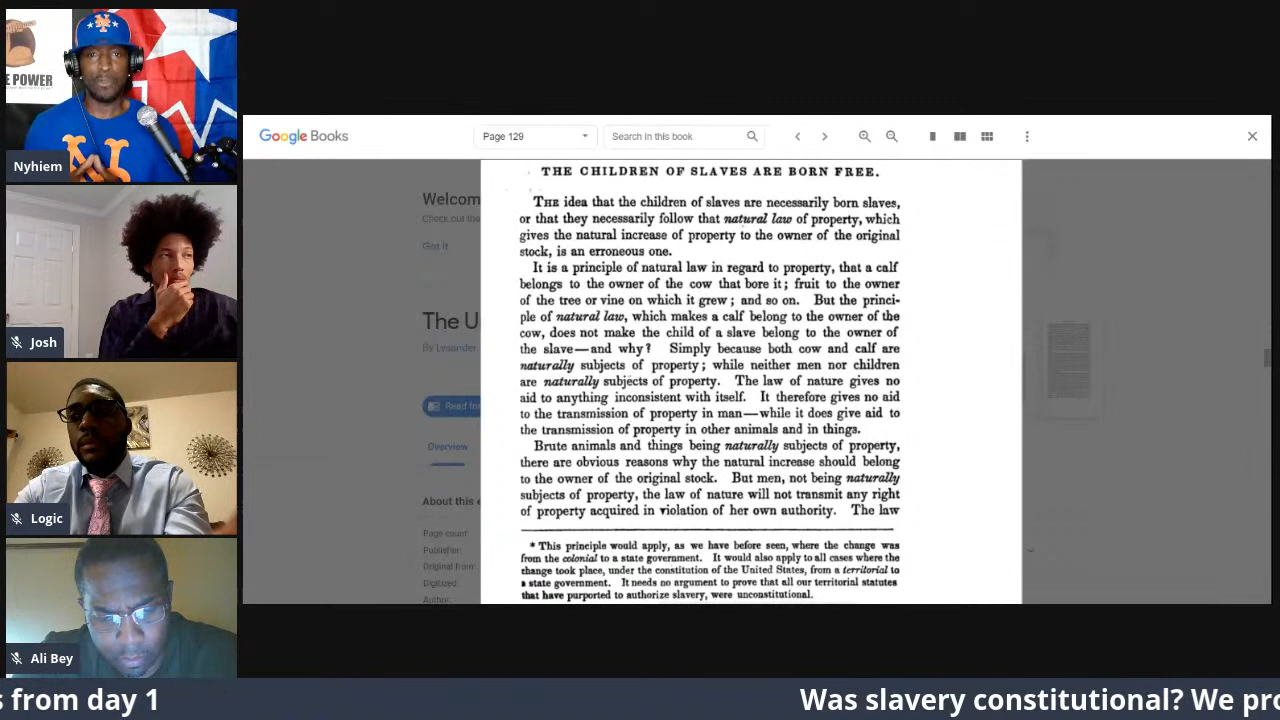 E POWER
Nyhiem
Josh
Logic
Ali Bey
Google Books
Page 129
Search in this book
Welcom
Check out the
Got it
The U
By Lysander
Read for
Overview
About this e
Page count
Publisher:
Original from
Digitized:
Author:
THE CHILDREN OF SLAVES ARE BORN FREE.
THE idea that the children of slaves are necessarily born slaves,
or that they necessarily follow that natural law of property, which
gives the natural increase of property to the owner of the original
stock, is an erroneous one.
It is a principle of natural law in regard to property, that a calf
belongs to the owner of the cow that bore it; fruit to the owner
of the tree or vine on which it grew; and so on. But the princi-
ple of natural law, which makes a calf belong to the owner of the
cow, does not make the child of a slave belong to the owner of
the slave—and why? Simply because both cow and calf are
naturally subjects of property; while neither men nor children
are naturally subjects of property. The law of nature gives no
aid to anything inconsistent with itself. It therefore gives no aid
to the transmission of property in man—while it does give aid to
the transmission of property in other animals and in things.
Brute animals and things being naturally subjects of property,
there are obvious reasons why the natural increase should belong
to the owner of the original stock. But men, not being naturally
subjects of property, the law of nature will not transmit any right
of property acquired in violation of her own authority. The law
* This principle would apply, as we have before seen, where the change was
from the colonial to a state government. It would also apply to all cases where the
change took place, under the constitution of the United States, from a territorial to
a state government. It needs no argument to prove that all our territorial statutes
that have purported to authorize slavery, were unconstitutional.
s from day 1
Was slavery constitutional? We pro